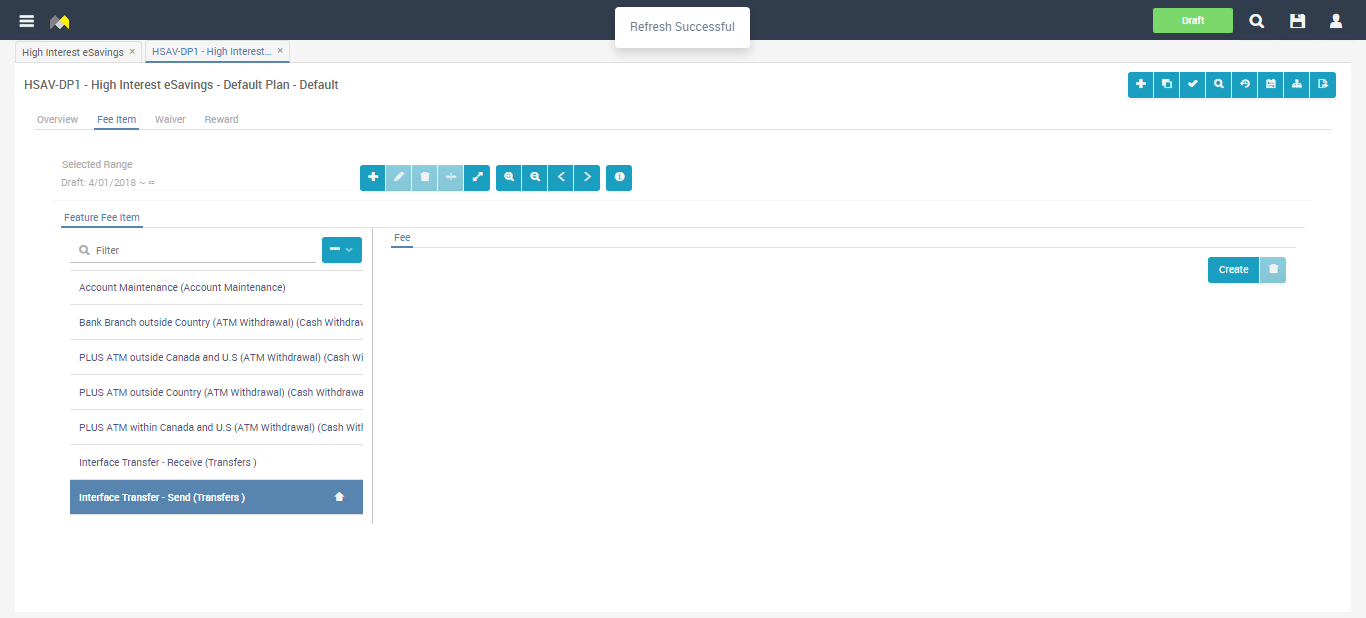 Refresh Successful
Draft
High Interest eSavings ×
HSAV-DP1 - High Interest... ×
HSAV-DP1 - High Interest eSavings - Default Plan - Default
Overview
Fee Item
Waiver
Reward
Selected Range
Draft: 4/01/2018 ~ ∞
Feature Fee Item
Filter
Fee
Create
Account Maintenance (Account Maintenance)
Bank Branch outside Country (ATM Withdrawal) (Cash Withdraw
PLUS ATM outside Canada and U.S (ATM Withdrawal) (Cash Wi
PLUS ATM outside Country (ATM Withdrawal) (Cash Withdrawa
PLUS ATM within Canada and U.S (ATM Withdrawal) (Cash With
Interface Transfer - Receive (Transfers )
Interface Transfer - Send (Transfers )